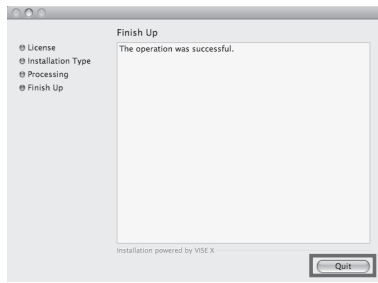 Finish Up
License
Installation Type
Processing
Finish Up
The operation was successful.
Installation powered by VISE X
Quit